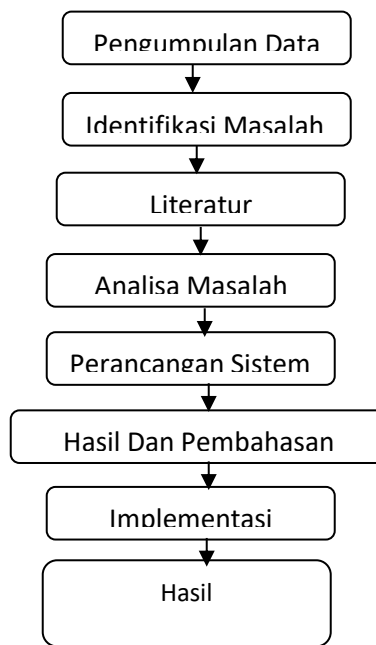 Pengumpulan Data
Identifikasi Masalah
Literatur
Analisa Masalah
Perancangan Sistem
Hasil Dan Pembahasan
Implementasi
Hasil